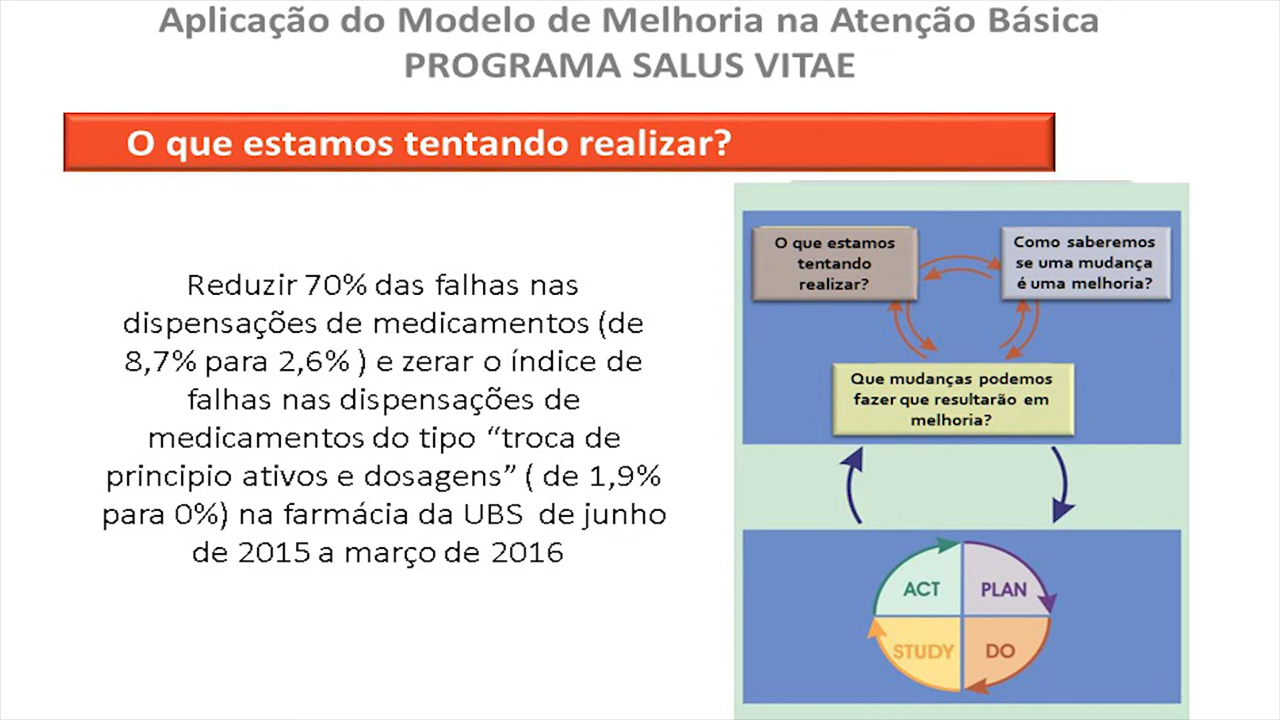 Aplicação do Modelo de Melhoria na Atenção Básica
PROGRAMA SALUS VITAE
O que estamos tentando realizar?
Reduzir 70% das falhas nas
dispensações de medicamentos (de
8,7% para 2,6% ) e zerar o índice de
falhas nas dispensações de
medicamentos do tipo “troca de
principio ativos e dosagens” ( de 1,9%
para 0%) na farmácia da UBS de junho
de 2015 a março de 2016
O que estamos
tentando
realizar?
Como saberemos
se uma mudança
é uma melhoria?
Que mudanças podemos
fazer que resultarão em
melhoria?
ACT
PLAN
STUDY
DO